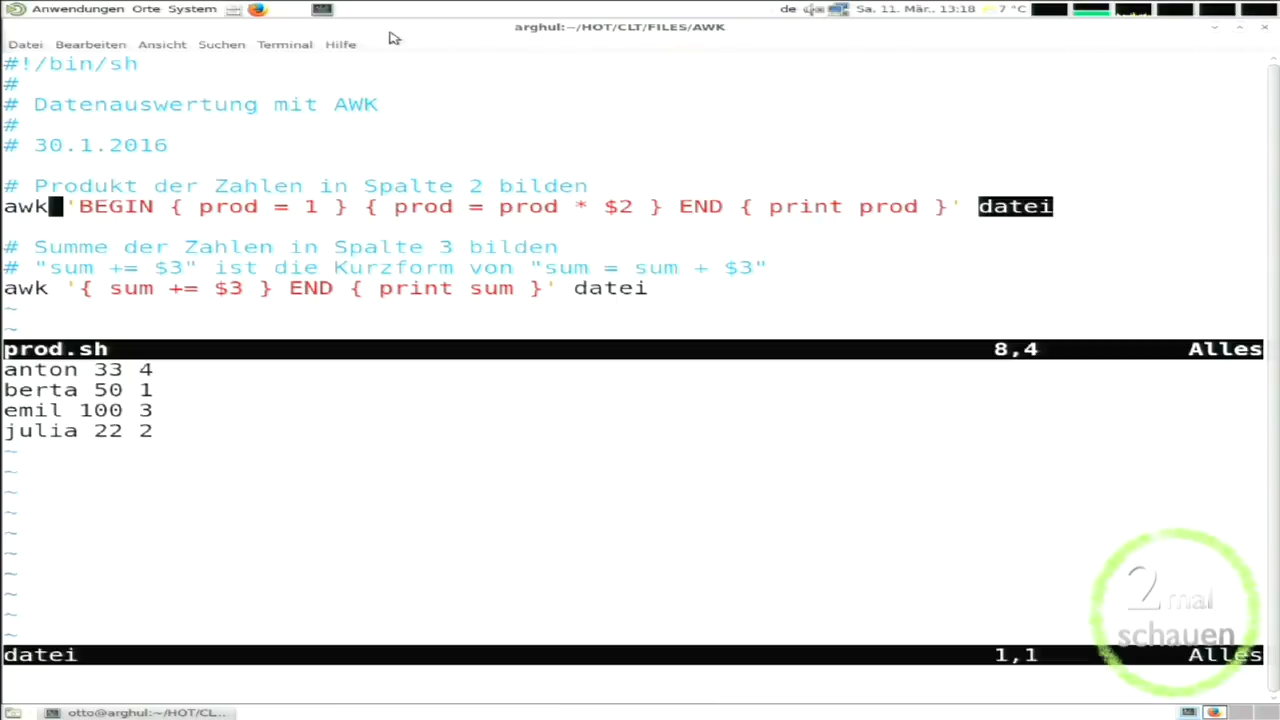 Anwendungen Orte System de Sa. 11. Mär., 13:18 7 °C
arghul:~/HOT/CLT/FILES/AWK
Datei Bearbeiten Ansicht Suchen Terminal Hilfe
#!/bin/sh
#
# Datenauswertung mit AWK
#
# 30.1.2016
# Produkt der Zahlen in Spalte 2 bilden
awk 'BEGIN { prod = 1 } { prod = prod * $2 } END { print prod }' datei
# Summe der Zahlen in Spalte 3 bilden
# "sum += $3" ist die Kurzform von "sum = sum + $3"
awk '{ sum += $3 } END { print sum }' datei
~
~
prod.sh 8,4 Alles
anton 33 4
berta 50 1
emil 100 3
julia 22 2
~
~
~
~
~
~
~
~
~
~
datei 1,1 Alles
2 mal
schauen
otto@arghul:~/HOT/CL...